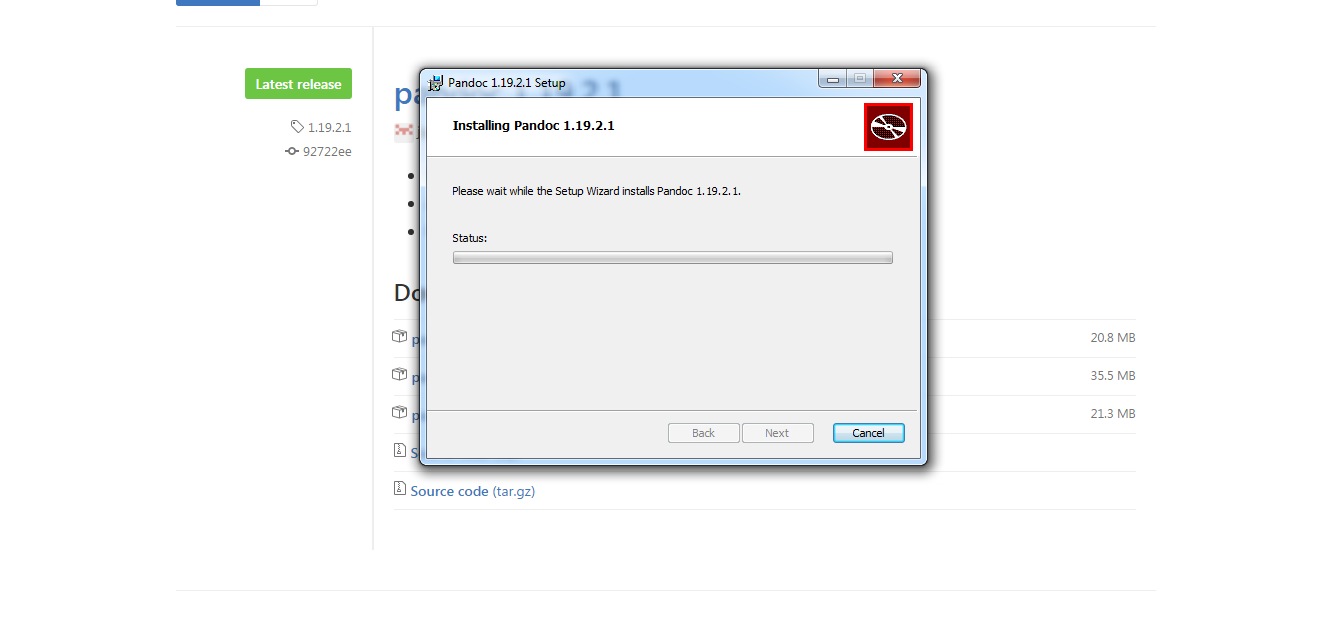 Latest release
1.19.2.1
92722ee
Pandoc 1.19.2.1 Setup
Installing Pandoc 1.19.2.1
Please wait while the Setup Wizard installs Pandoc 1.19.2.1.
Status:
Back
Next
Cancel
20.8 MB
35.5 MB
21.3 MB
Source code (tar.gz)